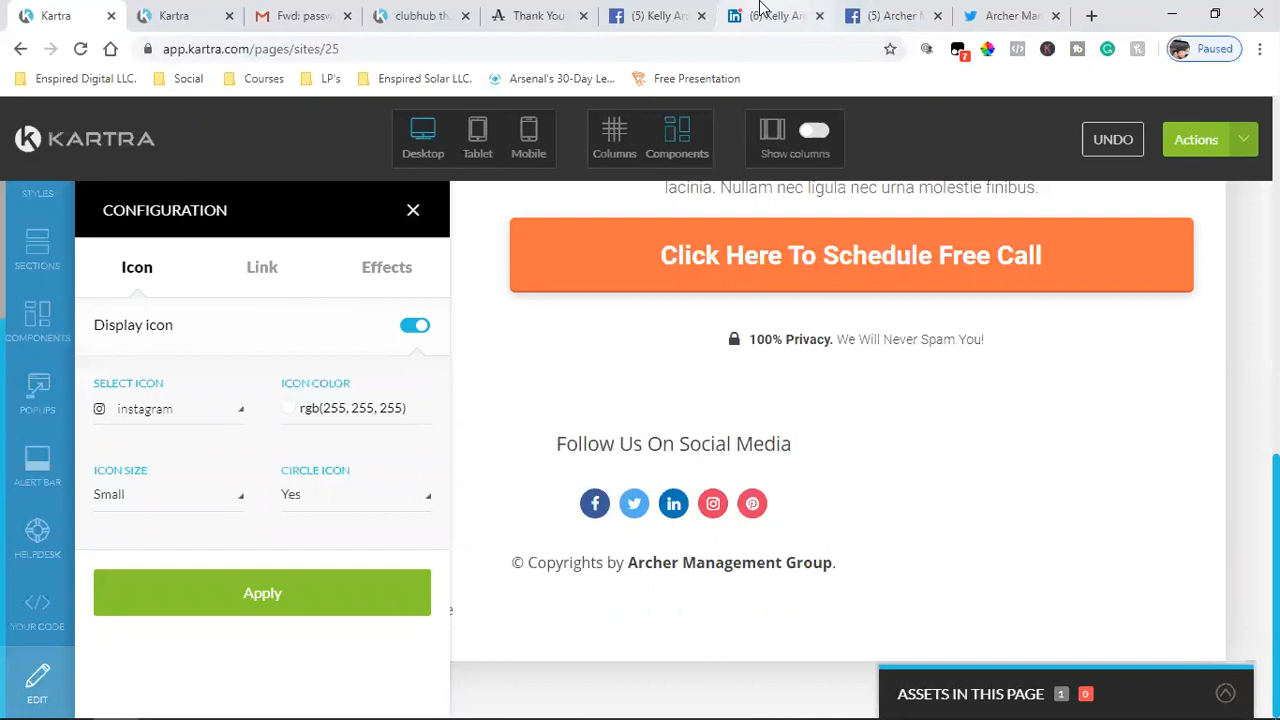 Kartra
Kartra
Fwd: passw
clubhub th
Thank You
(5) Kelly Ar
(6) Kelly Ar
(5) Archer M
Archer Man
app.kartra.com/pages/sites/25
7
Paused
Enspired Digital LLC.
Social
Courses
LP's
Enspired Solar LLC.
Arsenal's 30-Day Le...
Free Presentation
KARTRA
Desktop
Tablet
Mobile
Columns
Components
Show columns
UNDO
Actions
STYLES
SECTIONS
COMPONENTS
POPUPS
ALERT BAR
HELPDESK
YOUR CODE
EDIT
CONFIGURATION
Icon
Link
Effects
Display icon
SELECT ICON
ICON COLOR
instagram
rgb(255, 255, 255)
ICON SIZE
CIRCLE ICON
Small
Yes
Apply
lacinia. Nullam nec ligula nec urna molestie finibus.
Click Here To Schedule Free Call
100% Privacy. We Will Never Spam You!
Follow Us On Social Media
© Copyrights by Archer Management Group.
ASSETS IN THIS PAGE 1 0